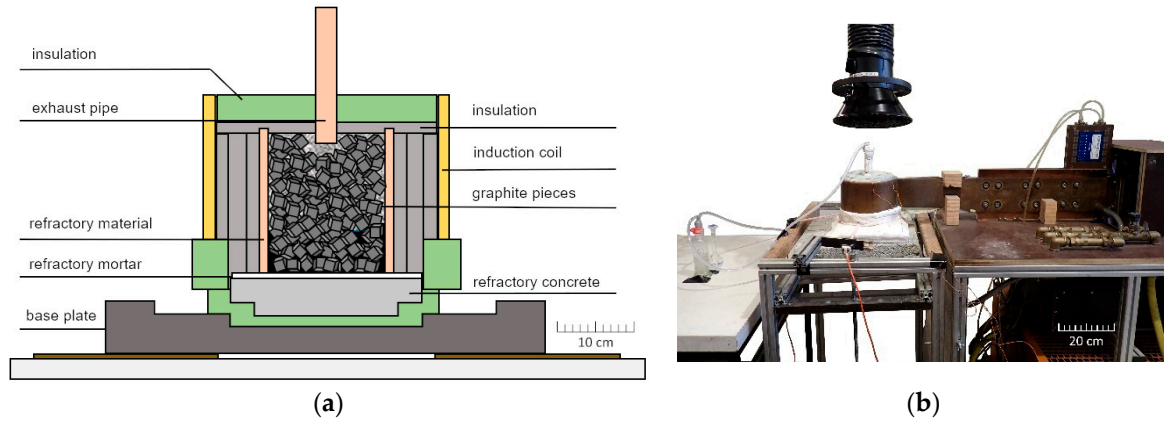 insulation
exhaust pipe
insulation
induction coil
graphite pieces
refractory material
refractory mortar
refractory concrete
base plate
10 cm
20 cm
(a)
(b)